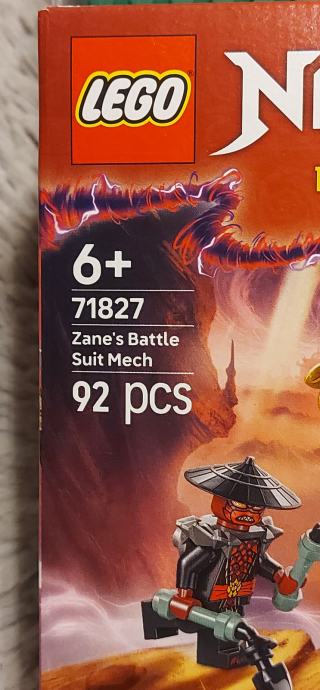 LEGO
6+
71827
Zane's Battle
Suit Mech
92 pcs